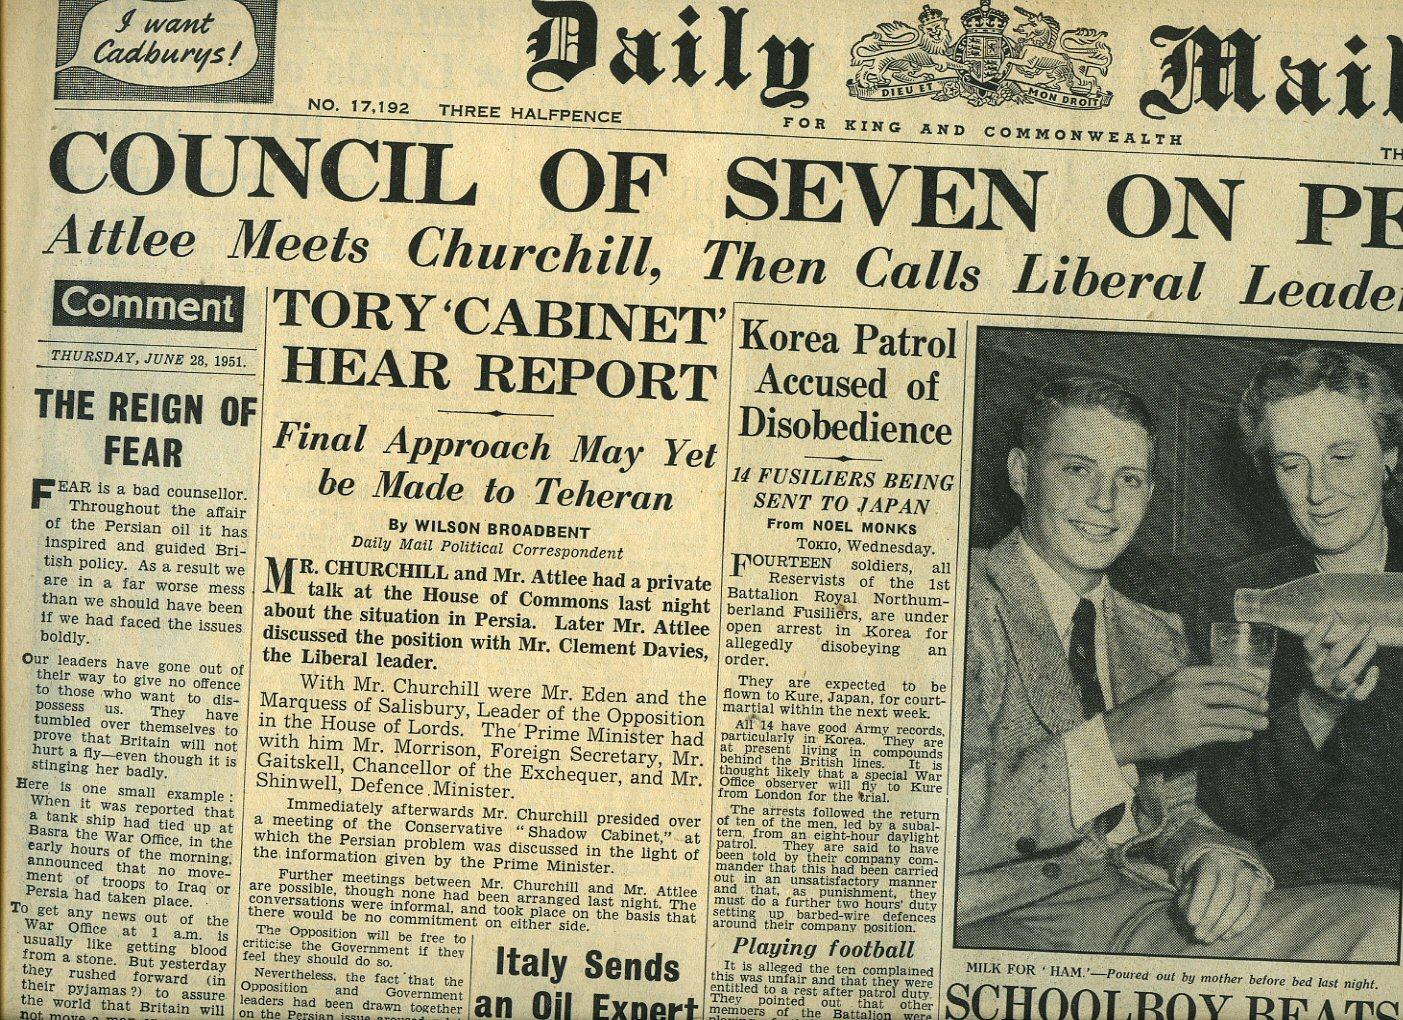 I want
Cadburys!
Daily Mail
DIEU ET MON DROIT
NO. 17,192 THREE HALFPENCE
FOR KING AND COMMONWEALTH
COUNCIL OF SEVEN ON PE
Attlee Meets Churchill, Then Calls Liberal Leader
Comment
THURSDAY, JUNE 28, 1951.
THE REIGN OF
FEAR
FEAR is a bad counsellor.
Throughout the affair
of the Persian oil it has
inspired and guided Bri-
tish policy. As a result we
are in a far worse mess
than we should have been
if we had faced the issues
boldly.
Our leaders have gone out of
their way to give no offence
to those who want to dis-
possess us. They have
tumbled over themselves to
prove that Britain will not
hurt a fly—even though it is
stinging her badly.
Here is one small example:
When it was reported that
a tank ship had tied up at
Basra the War Office, in the
early hours of the morning,
announced that no move-
ment of troops to Iraq or
Persia had taken place.
To get any news out of the
War Office at 1 a.m. is
usually like getting blood
from a stone. But yesterday
they rushed forward (in
their pyjamas?) to assure
the world that Britain will
not move a man
TORY 'CABINET'
HEAR REPORT
Final Approach May Yet
be Made to Teheran
By WILSON BROADBENT
Daily Mail Political Correspondent
MR. CHURCHILL and Mr. Attlee had a private
talk at the House of Commons last night
about the situation in Persia. Later Mr. Attlee
discussed the position with Mr. Clement Davies,
the Liberal leader.
With Mr. Churchill were Mr. Eden and the
Marquess of Salisbury, Leader of the Opposition
in the House of Lords. The Prime Minister had
with him Mr. Morrison, Foreign Secretary, Mr.
Gaitskell, Chancellor of the Exchequer, and Mr.
Shinwell, Defence Minister.
Immediately afterwards Mr. Churchill presided over
a meeting of the Conservative "Shadow Cabinet," at
which the Persian problem was discussed in the light of
the information given by the Prime Minister.
Further meetings between Mr. Churchill and Mr. Attlee
are possible, though none had been arranged last night. The
conversations were informal, and took place on the basis that
there would be no commitment on either side.
The Opposition will be free to
criticise the Government if they
feel they should do so.
Nevertheless, the fact that the
Opposition and Government
leaders had been drawn together
on the Persian issue
Italy Sends
an Oil Expert
Korea Patrol
Accused of
Disobedience
14 FUSILIERS BEING
SENT TO JAPAN
From NOEL MONKS
TOKIO, Wednesday.
FOURTEEN soldiers, all
Reservists of the 1st
Battalion Royal Northum-
berland Fusiliers, are under
open arrest in Korea for
allegedly disobeying an
order.
They are expected to be
flown to Kure, Japan, for court-
martial within the next week.
All 14 have good Army records,
particularly in Korea. They are
at present living in compounds
behind the British lines. It is
thought likely that a special War
Office observer will fly to Kure
from London for the trial.
The arrests followed the return
of ten of the men, led by a subal-
tern, from an eight-hour daylight
patrol. They are said to have
been told by their company com-
mander that this had been carried
out in an unsatisfactory manner
and that, as punishment, they
must do a further two hours' duty
setting up barbed-wire defences
around their company position.
Playing football
It is alleged the ten complained
this was unfair and that they were
entitled to a rest after patrol duty.
They pointed out that other
members of the Battalion were
MILK FOR 'HAM.'—Poured out by mother before bed last night.
SCHOOLBOY BEATS